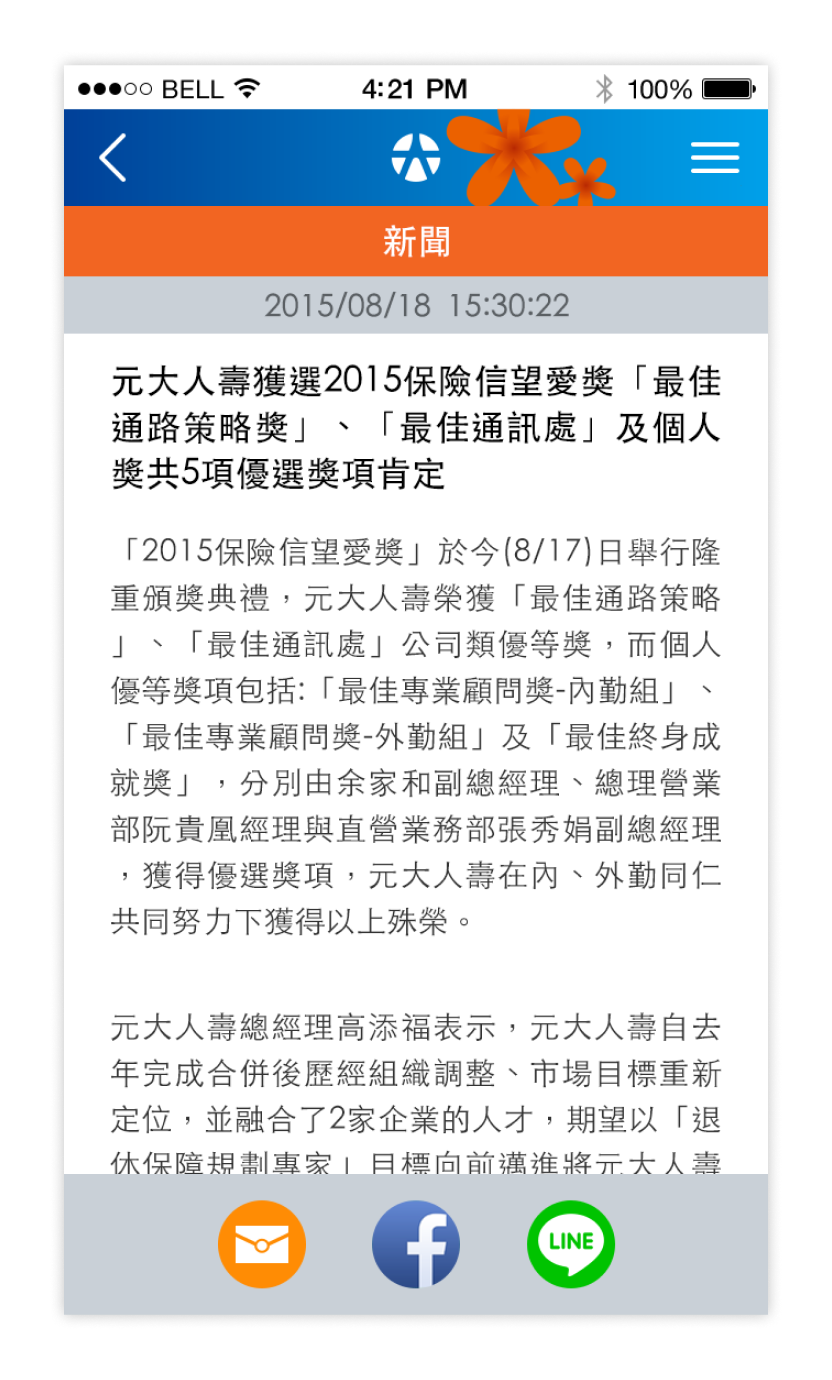 BELL 4:21 PM 100%
新聞
2015/08/18 15:30:22
元大人壽獲選2015保險信望愛獎「最佳
通路策略獎」、「最佳通訊處」及個人
獎共5項優選獎項肯定
「2015保險信望愛獎」於今(8/17)日舉行隆
重頒獎典禮，元大人壽榮獲「最佳通路策略
」、「最佳通訊處」公司類優等獎，而個人
優等獎項包括:「最佳專業顧問獎-內勤組」、
「最佳專業顧問獎-外勤組」及「最佳終身成
就獎」，分別由余家和副總經理、總理營業
部阮貴凰經理與直營業務部張秀娟副總經理
，獲得優選獎項，元大人壽在內、外勤同仁
共同努力下獲得以上殊榮。
元大人壽總經理高添福表示，元大人壽自去
年完成合併後歷經組織調整、市場目標重新
定位，並融合了2家企業的人才，期望以「退
休保障規劃專家」目標向前邁進將元大人壽
LINE